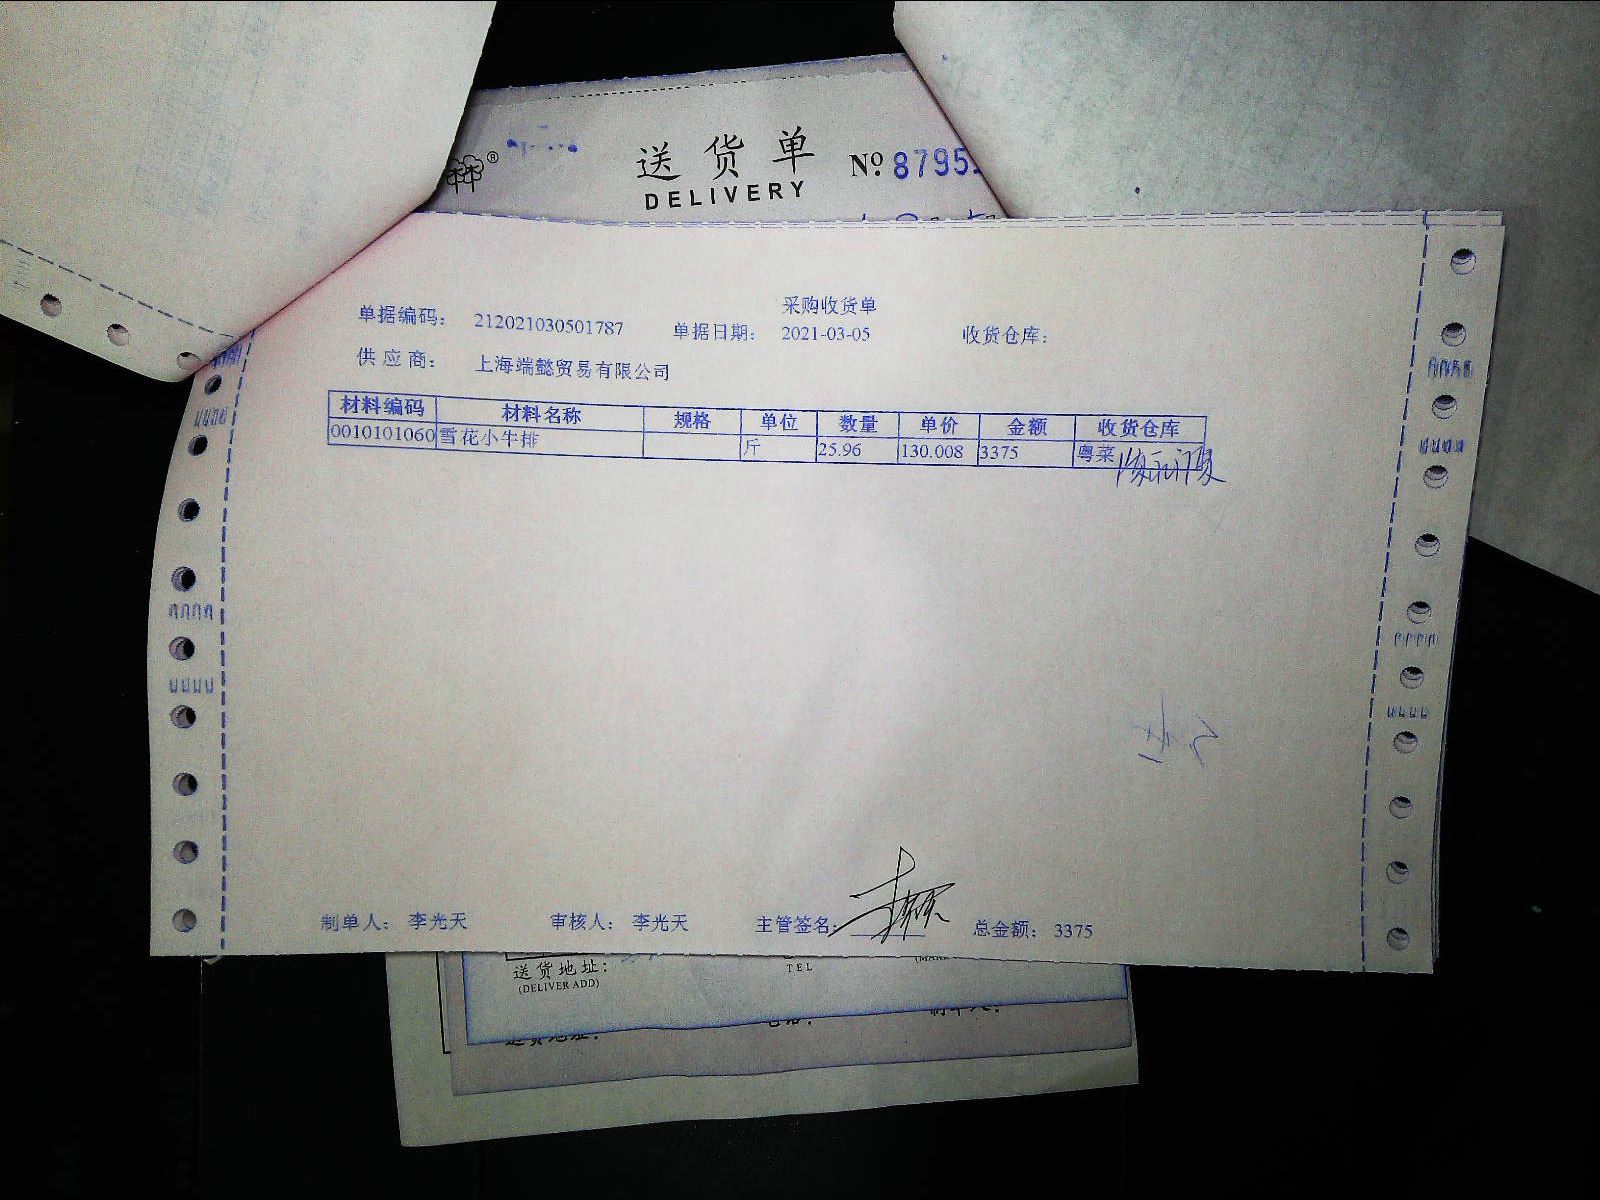 送货单 № 8795
DELIVERY
采购收货单
单据编码: 212021030501787 单据日期: 2021-03-05 收货仓库:
供应商: 上海端懿贸易有限公司
材料编码 材料名称 规格 单位 数量 单价 金额 收货仓库
0010101060 雪花小牛排 斤 25.96 130.008 3375 粤菜
制单人: 李光天 审核人: 李光天 主管签名: 总金额: 3375
送货地址: TEL
(DELIVER ADD)